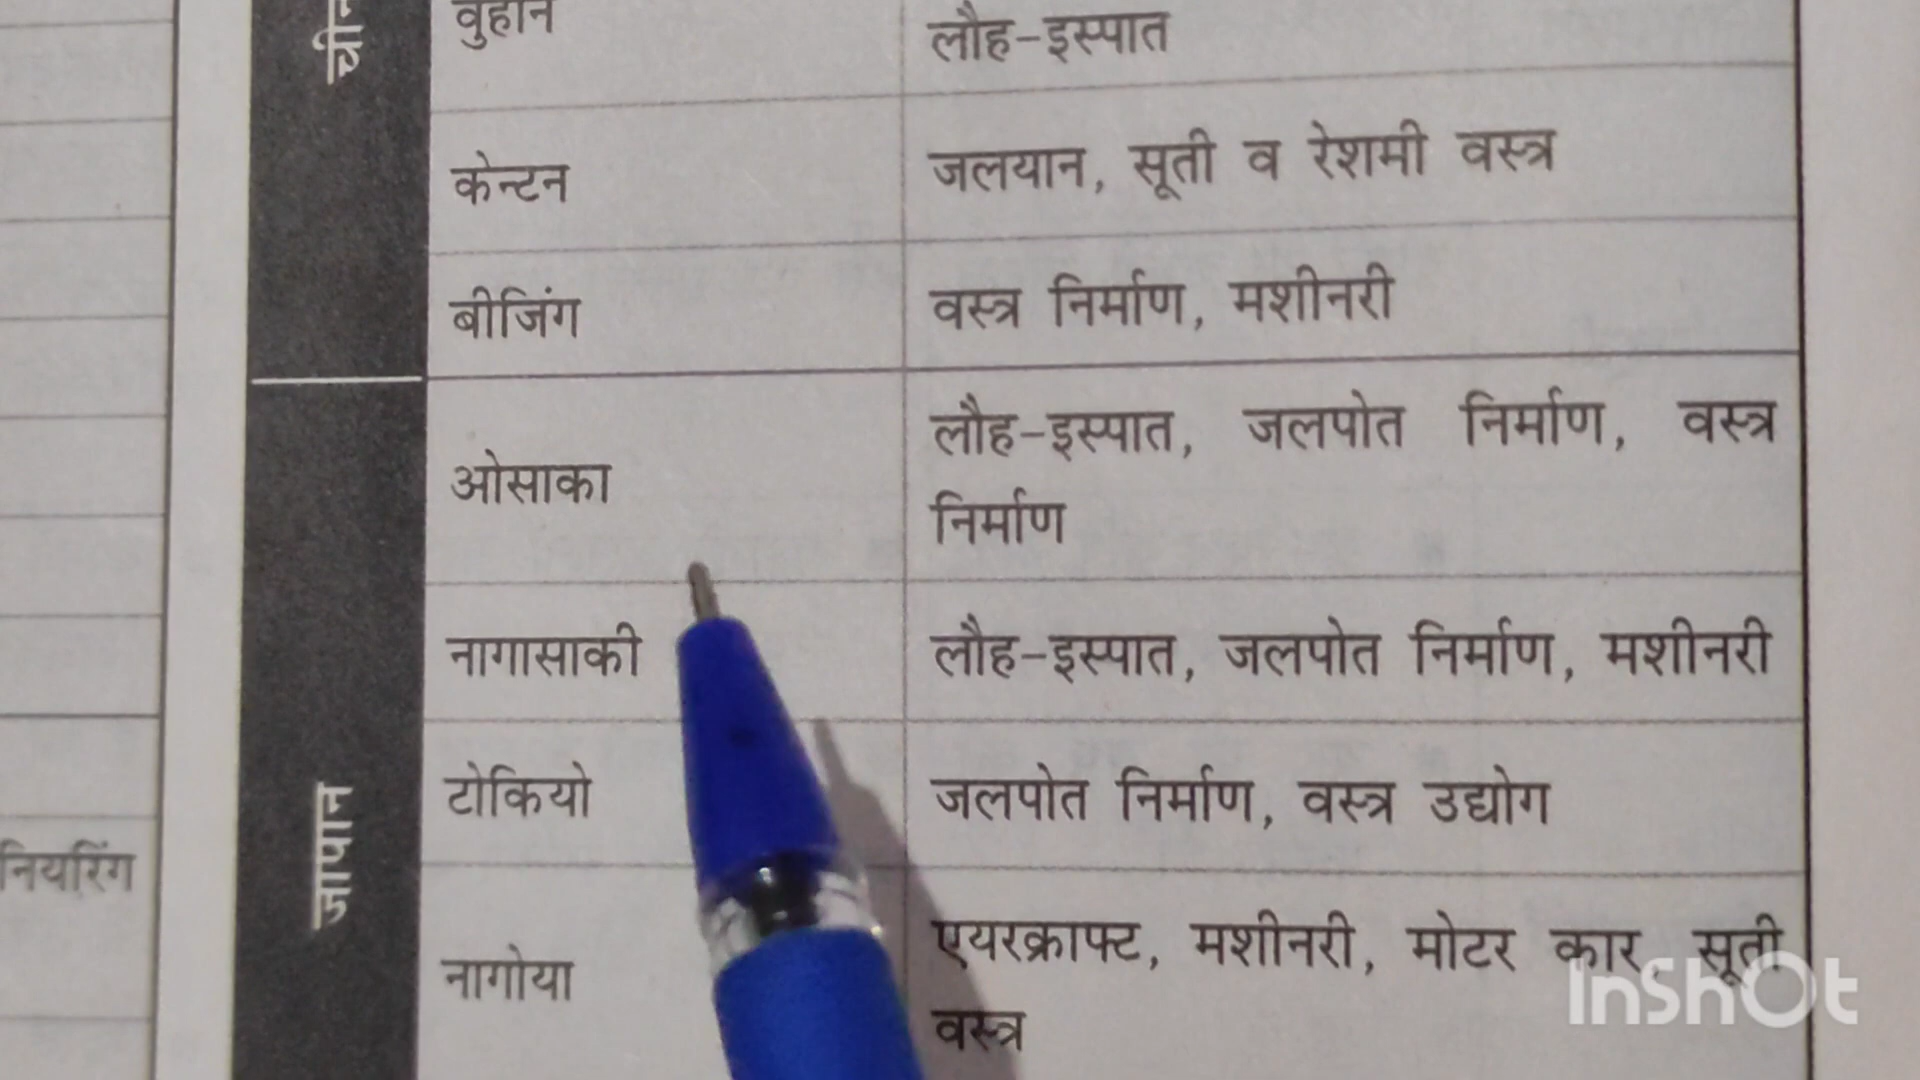 चीन
वुहान
लौह-इस्पात
केन्टन
जलयान, सूती व रेशमी वस्त्र
बीजिंग
वस्त्र निर्माण, मशीनरी
जापान
ओसाका
लौह-इस्पात, जलपोत निर्माण, वस्त्र
निर्माण
नागासाकी
लौह-इस्पात, जलपोत निर्माण, मशीनरी
टोकियो
जलपोत निर्माण, वस्त्र उद्योग
नागोया
एयरक्राफ्ट, मशीनरी, मोटर कार, सूती
वस्त्र
नियरिंग
InShOt